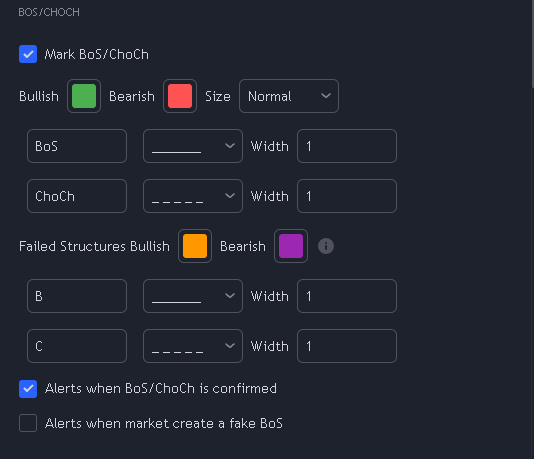 BOS/CHOCH
Mark BoS/ChoCh
Bullish Bearish Size Normal
BoS ______ Width 1
ChoCh _ _ _ _ _ Width 1
Failed Structures Bullish Bearish i
B ______ Width 1
C _ _ _ _ _ Width 1
Alerts when BoS/ChoCh is confirmed
Alerts when market create a fake BoS